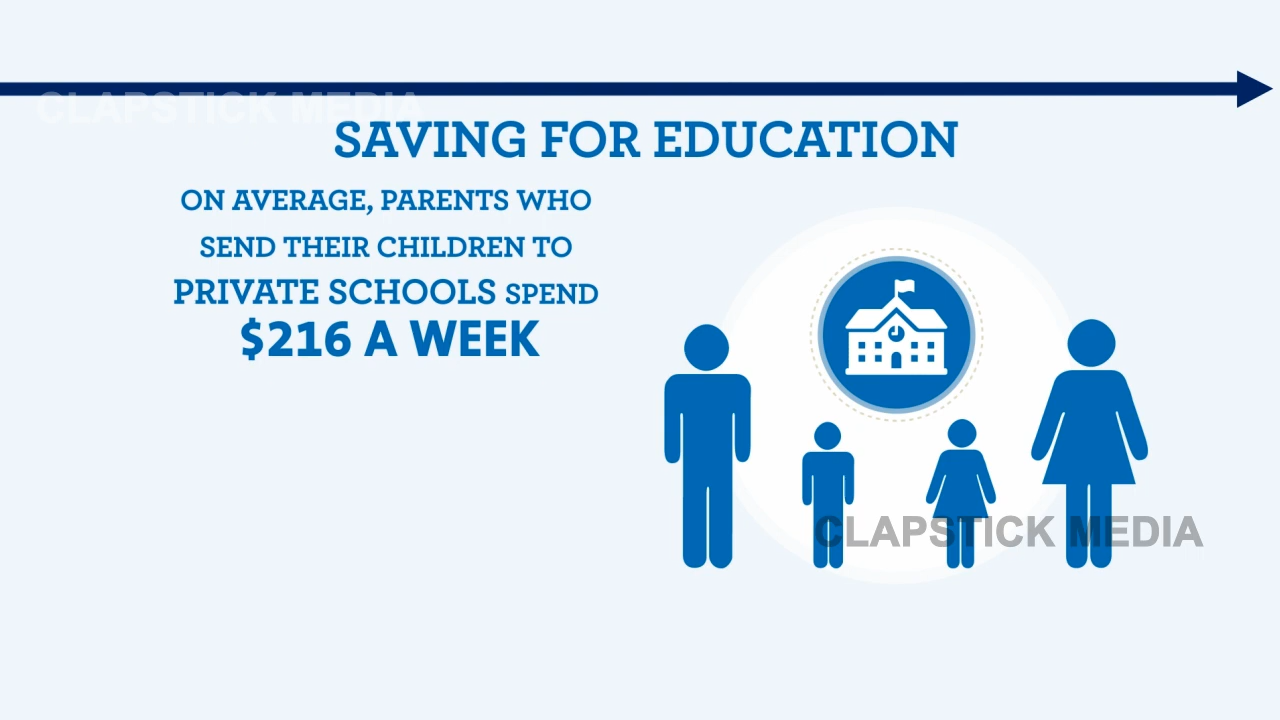 CLAPSTICK MEDIA
SAVING FOR EDUCATION
ON AVERAGE, PARENTS WHO
SEND THEIR CHILDREN TO
PRIVATE SCHOOLS SPEND
$216 A WEEK
CLAPSTICK MEDIA